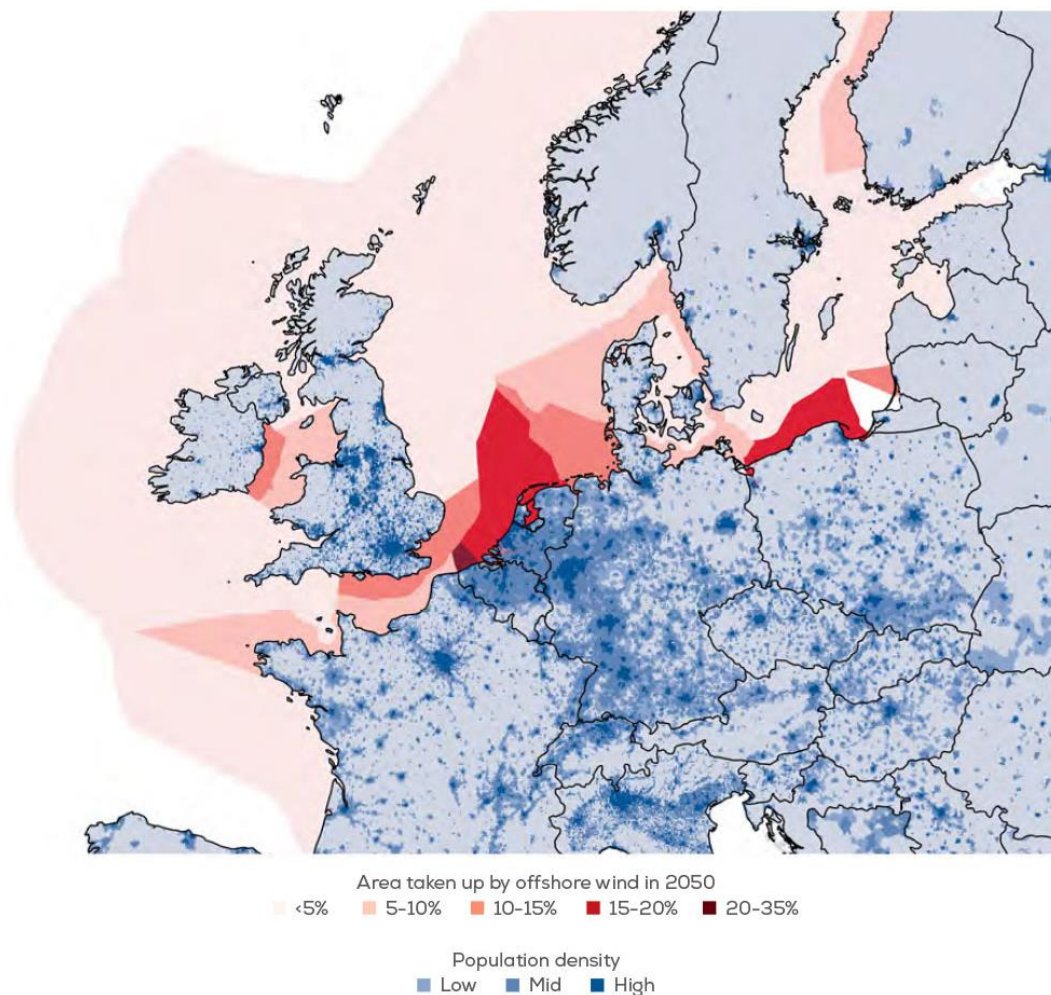 Area taken up by offshore wind in 2050
<5% 5-10% 10-15% 15-20% 20-35%
Population density
Low Mid High